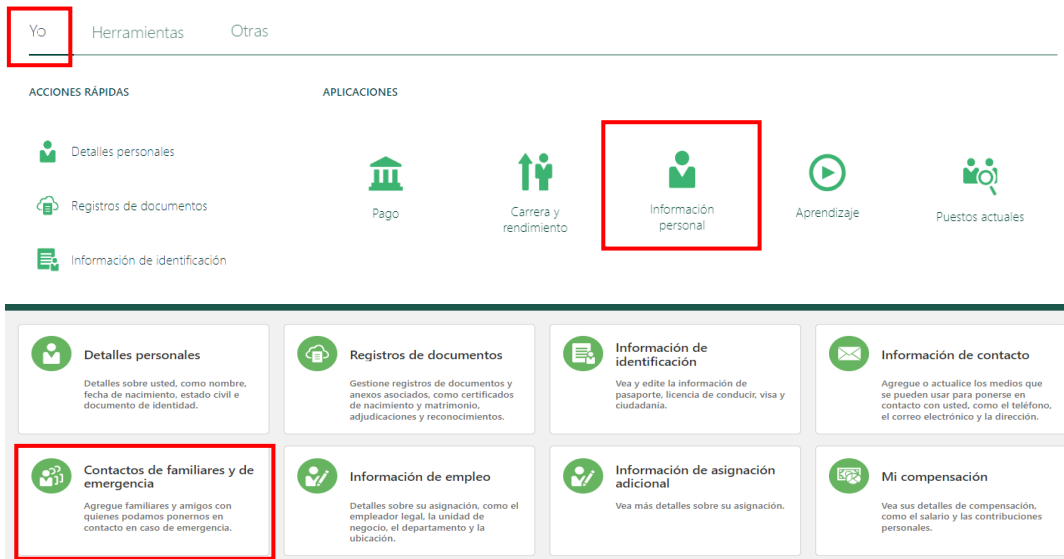 Yo
Herramientas
Otras
ACCIONES RÁPIDAS
APLICACIONES
Detalles personales
Registros de documentos
Información de identificación
Pago
Carrera y
rendimiento
Información
personal
Aprendizaje
Puestos actuales
Detalles personales
Detalles sobre usted, como nombre,
fecha de nacimiento, estado civil e
documento de identidad.
Registros de documentos
Gestione registros de documentos y
anexos asociados, como certificados
de nacimiento y matrimonio,
adjudicaciones y reconocimientos.
Información de
identificación
Vea y edite la información de
pasaporte, licencia de conducir, visa y
ciudadanía.
Información de contacto
Agregue o actualice los medios que
se pueden usar para ponerse en
contacto con usted, como el teléfono,
el correo electrónico y la dirección.
Contactos de familiares y de
emergencia
Agregue familiares y amigos con
quienes podamos ponernos en
contacto en caso de emergencia.
Información de empleo
Detalles sobre su asignación, como el
empleador legal, la unidad de
negocio, el departamento y la
ubicación.
Información de asignación
adicional
Vea más detalles sobre su asignación.
Mi compensación
Vea sus detalles de compensación,
como el salario y las contribuciones
personales.